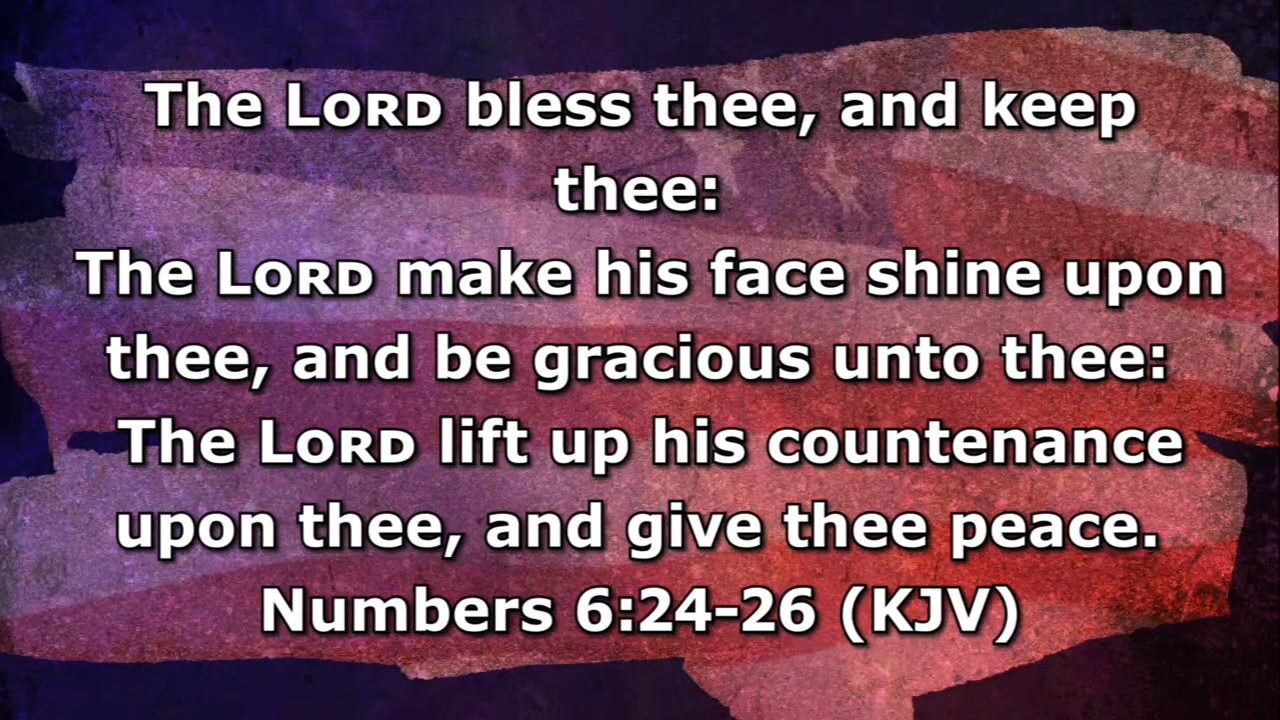 The LORD bless thee, and keep
thee:
The LORD make his face shine upon
thee, and be gracious unto thee:
The LORD lift up his countenance
upon thee, and give thee peace.
Numbers 6:24-26 (KJV)